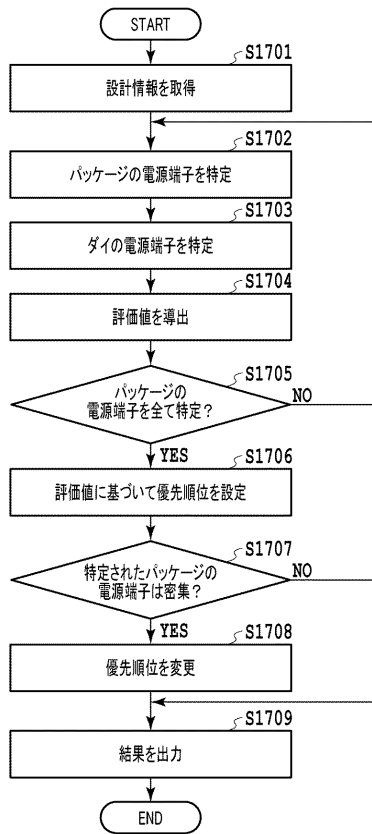 START
S1701
設計情報を取得
S1702
パッケージの電源端子を特定
S1703
ダイの電源端子を特定
S1704
評価値を導出
S1705
パッケージの
電源端子を全て特定?
NO
YES
S1706
評価値に基づいて優先順位を設定
S1707
特定されたパッケージの
電源端子は密集?
NO
YES
S1708
優先順位を変更
S1709
結果を出力
END